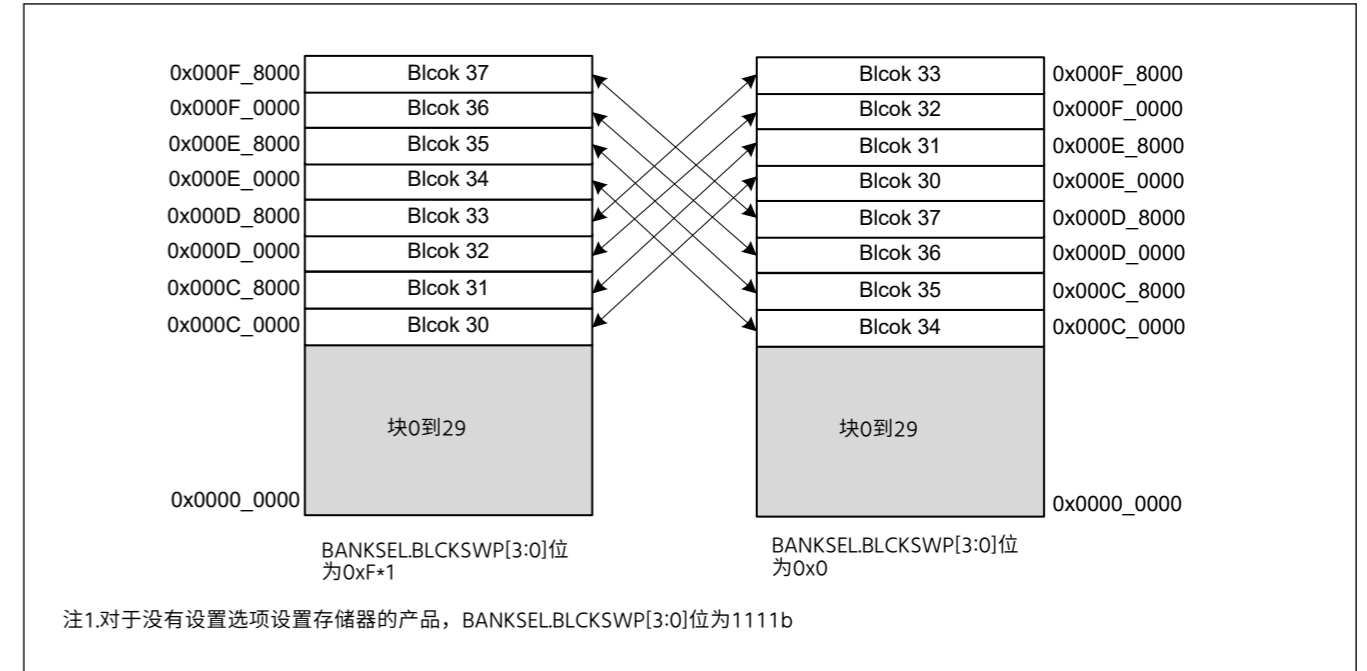 0x000F_8000 Blcok 37 Blcok 33 0x000F_8000
0x000F_0000 Blcok 36 Blcok 32 0x000F_0000
0x000E_8000 Blcok 35 Blcok 31 0x000E_8000
0x000E_0000 Blcok 34 Blcok 30 0x000E_0000
0x000D_8000 Blcok 33 Blcok 37 0x000D_8000
0x000D_0000 Blcok 32 Blcok 36 0x000D_0000
0x000C_8000 Blcok 31 Blcok 35 0x000C_8000
0x000C_0000 Blcok 30 Blcok 34 0x000C_0000
块0到29 块0到29
0x0000_0000 0x0000_0000
BANKSEL.BLCKSWP[3:0]位
为0xF*1
BANKSEL.BLCKSWP[3:0]位
为0x0
注1.对于没有设置选项设置存储器的产品，BANKSEL.BLCKSWP[3:0]位为1111b